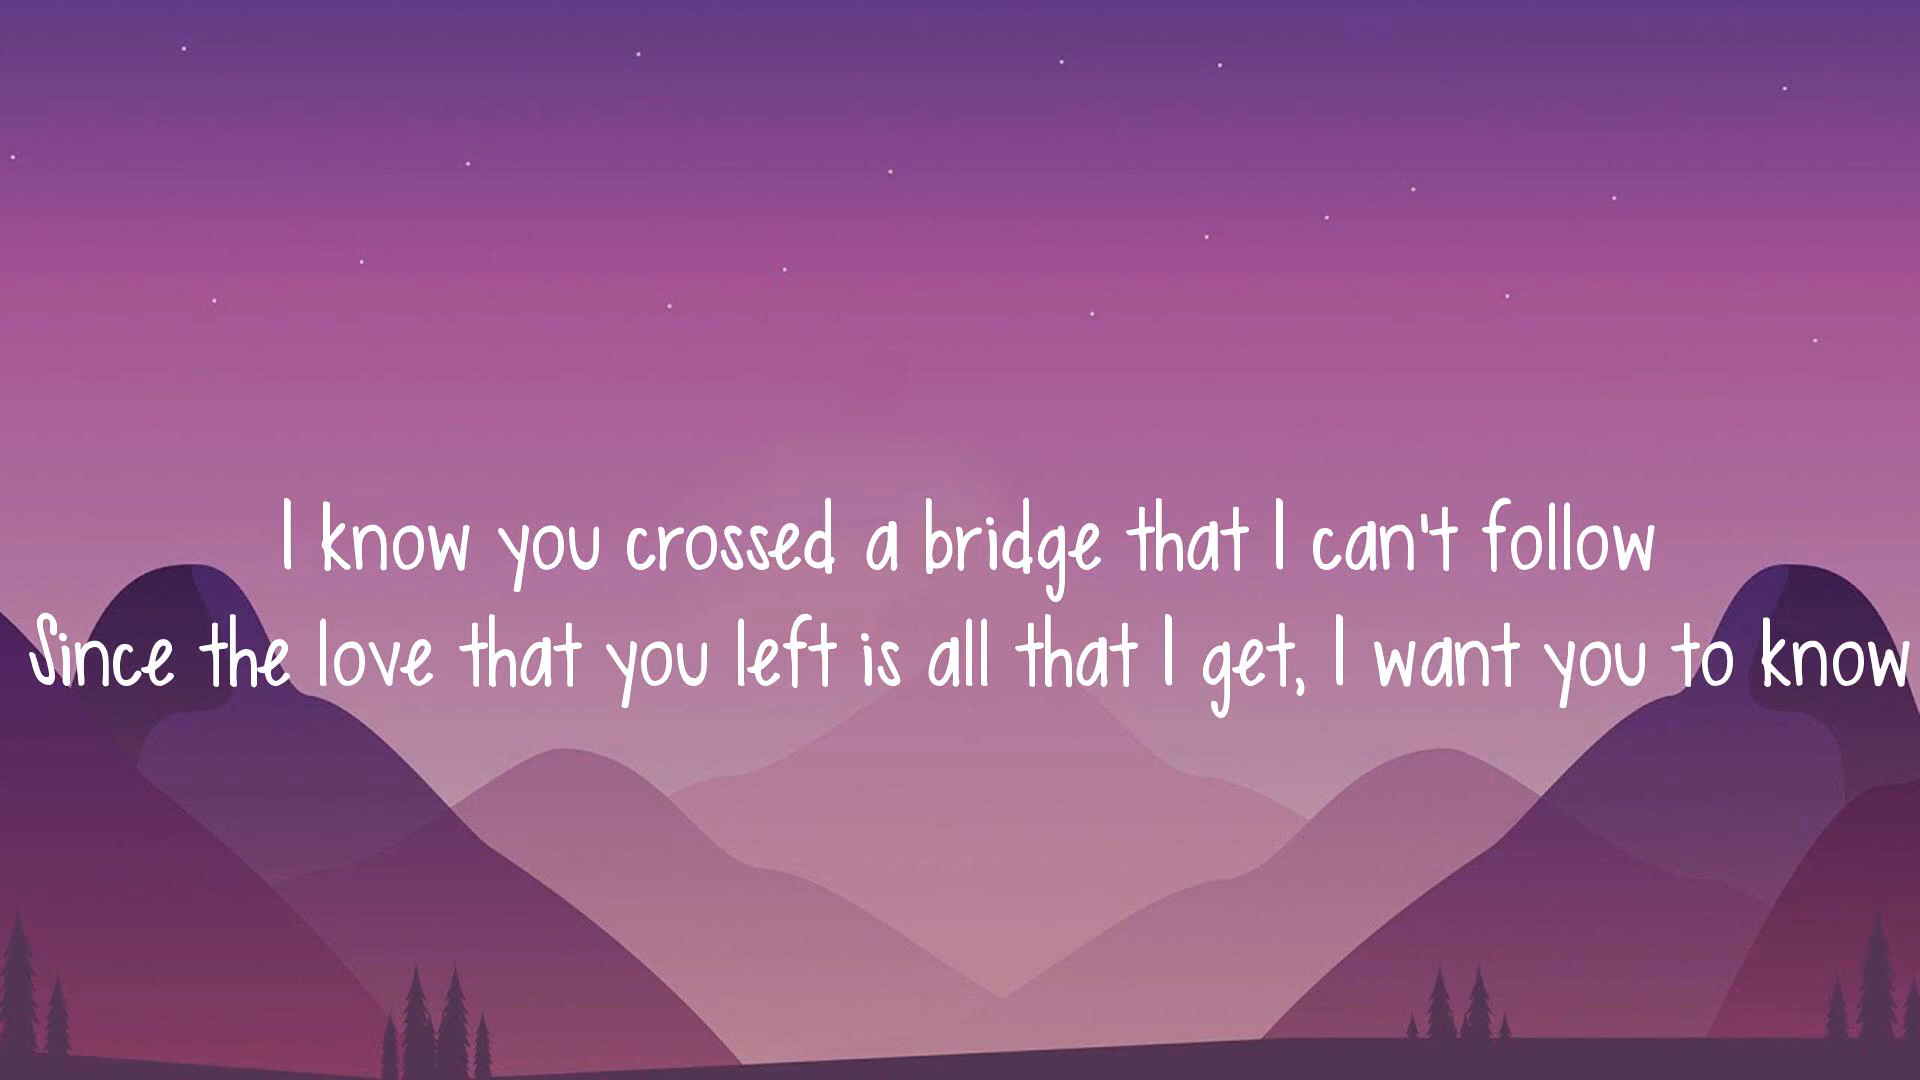 I know you crossed a bridge that I can't follow
Since the love that you left is all that I get, I want you to know